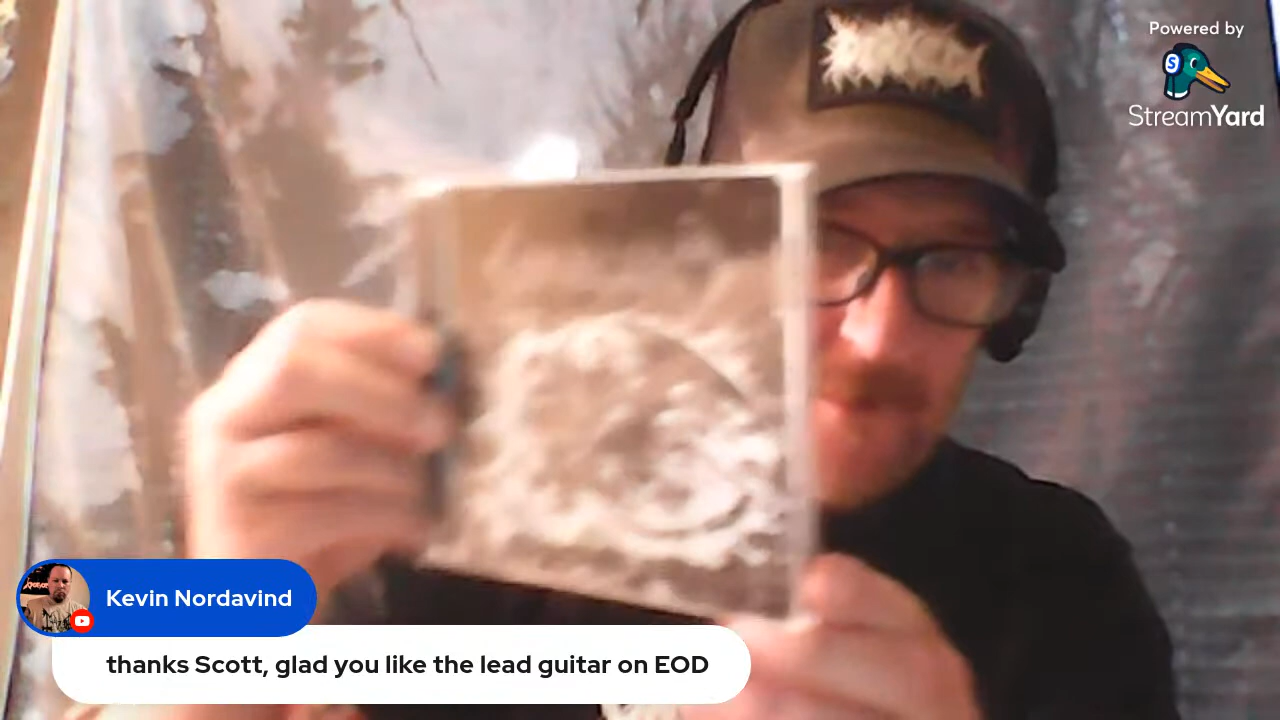 Powered by
StreamYard
Kevin Nordavind
thanks Scott, glad you like the lead guitar on EOD